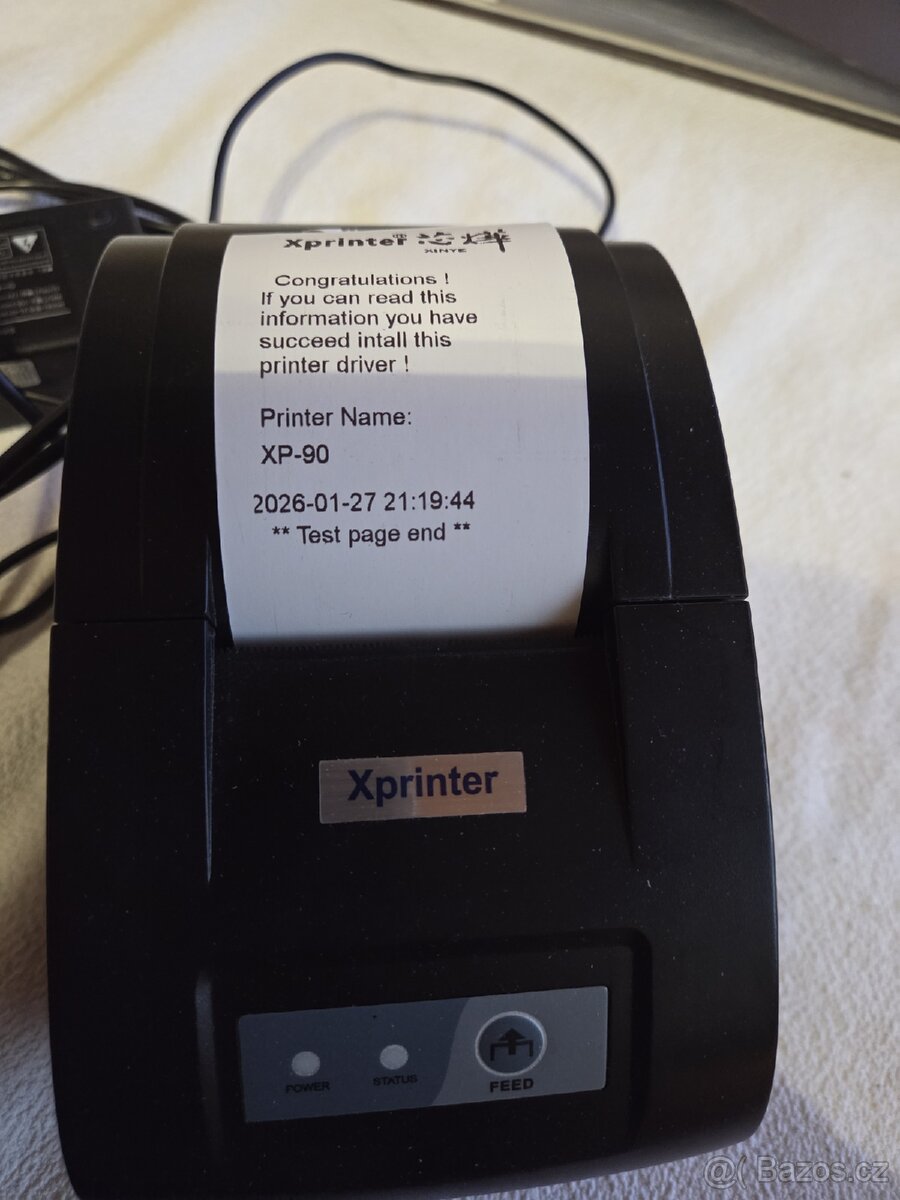 Xprinter® 芯烨
XINYE
Congratulations !
If you can read this
information you have
succeed intall this
printer driver !
Printer Name:
XP-90
2026-01-27 21:19:44
** Test page end **
Xprinter
POWER
STATUS
FEED
@( Bazos.cz